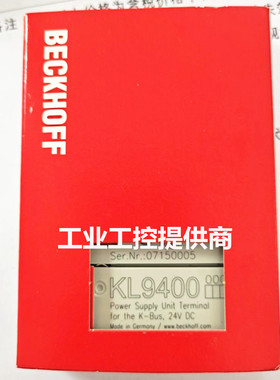 BECKHOFF
工业工控提供商
Ser.Nr.:07150005
KL9400
Power Supply Unit Terminal
for the K-Bus, 24V DC
Made in Germany / www.beckhoff.com